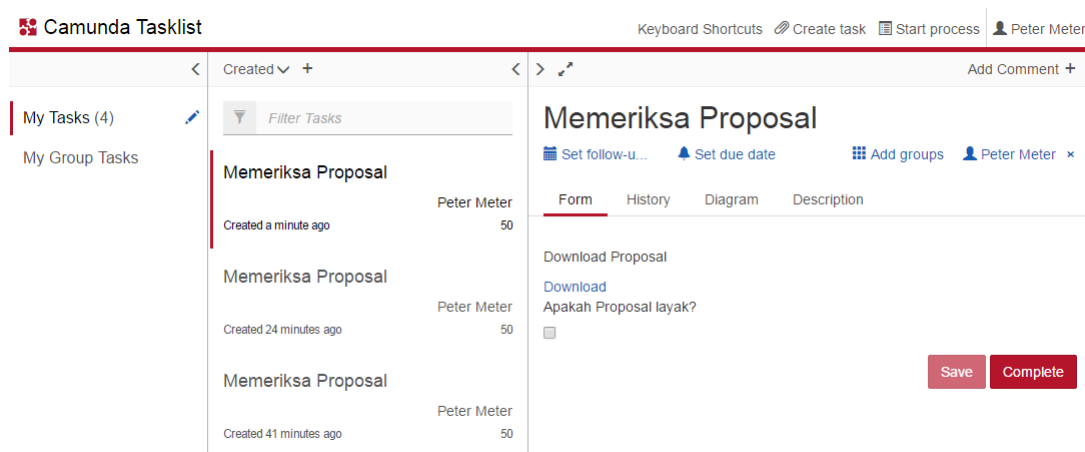 Camunda Tasklist
Keyboard Shortcuts Create task Start process Peter Meter
Created +
Add Comment +
My Tasks (4)
My Group Tasks
Filter Tasks
Memeriksa Proposal
Peter Meter
Created a minute ago 50
Memeriksa Proposal
Peter Meter
Created 24 minutes ago 50
Memeriksa Proposal
Peter Meter
Created 41 minutes ago 50
Memeriksa Proposal
Set follow-u... Set due date Add groups Peter Meter ×
Form History Diagram Description
Download Proposal
Download
Apakah Proposal layak?
Save Complete